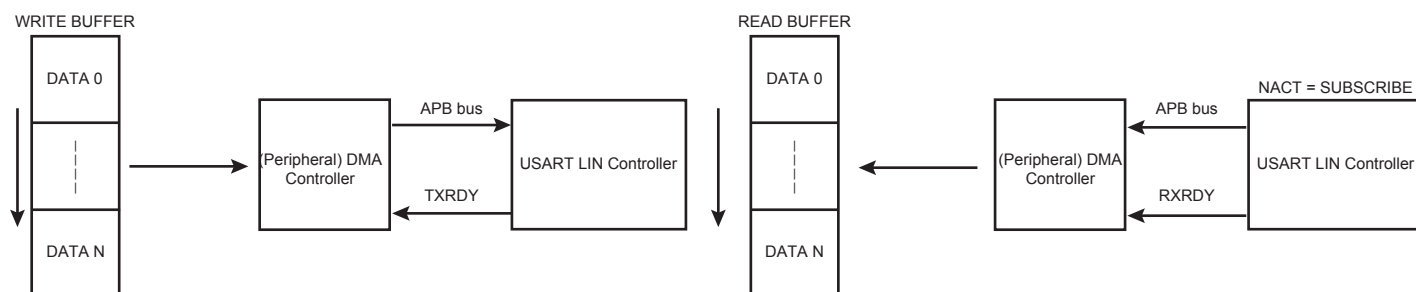 WRITE BUFFER
DATA 0
DATA N
(Peripheral) DMA
Controller
APB bus
TXRDY
USART LIN Controller
READ BUFFER
DATA 0
DATA N
(Peripheral) DMA
Controller
APB bus
RXRDY
NACT = SUBSCRIBE
USART LIN Controller